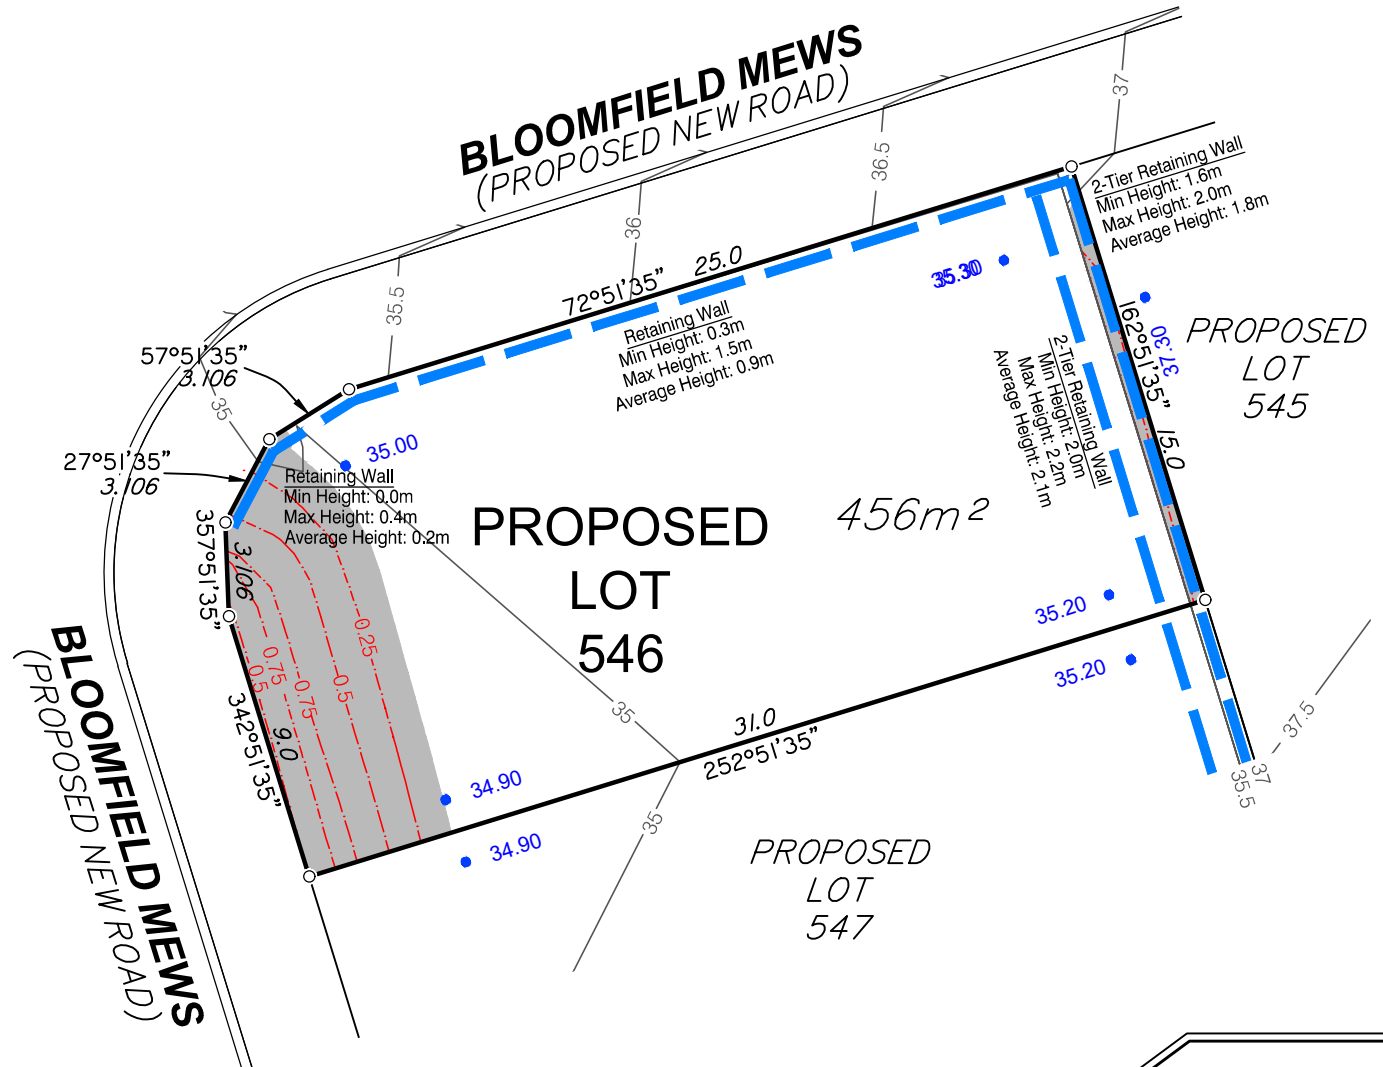 BLOOMFIELD MEWS
(PROPOSED NEW ROAD)
37
36.5
36
35.5
35
2-Tier Retaining Wall
Min Height: 1.6m
Max Height: 2.0m
Average Height: 1.8m
72°51'35"
25.0
Retaining Wall
Min Height: 0.3m
Max Height: 1.5m
Average Height: 0.9m
35.30
37.30
162°51'35"
15.0
PROPOSED
LOT
545
57°51'35"
3.106
27°51'35"
3.106
357°51'35"
3.106
35.00
Retaining Wall
Min Height: 0.0m
Max Height: 0.4m
Average Height: 0.2m
2-Tier Retaining Wall
Min Height: 2.0m
Max Height: 2.2m
Average Height: 2.1m
PROPOSED
LOT
546
456m²
35.20
35.20
0.25
0.5
0.75
0.75
0.5
342°51'35"
9.0
35
31.0
252°51'35"
34.90
34.90
35
37.5
37
35.5
PROPOSED
LOT
547
BLOOMFIELD MEWS
(PROPOSED NEW ROAD)